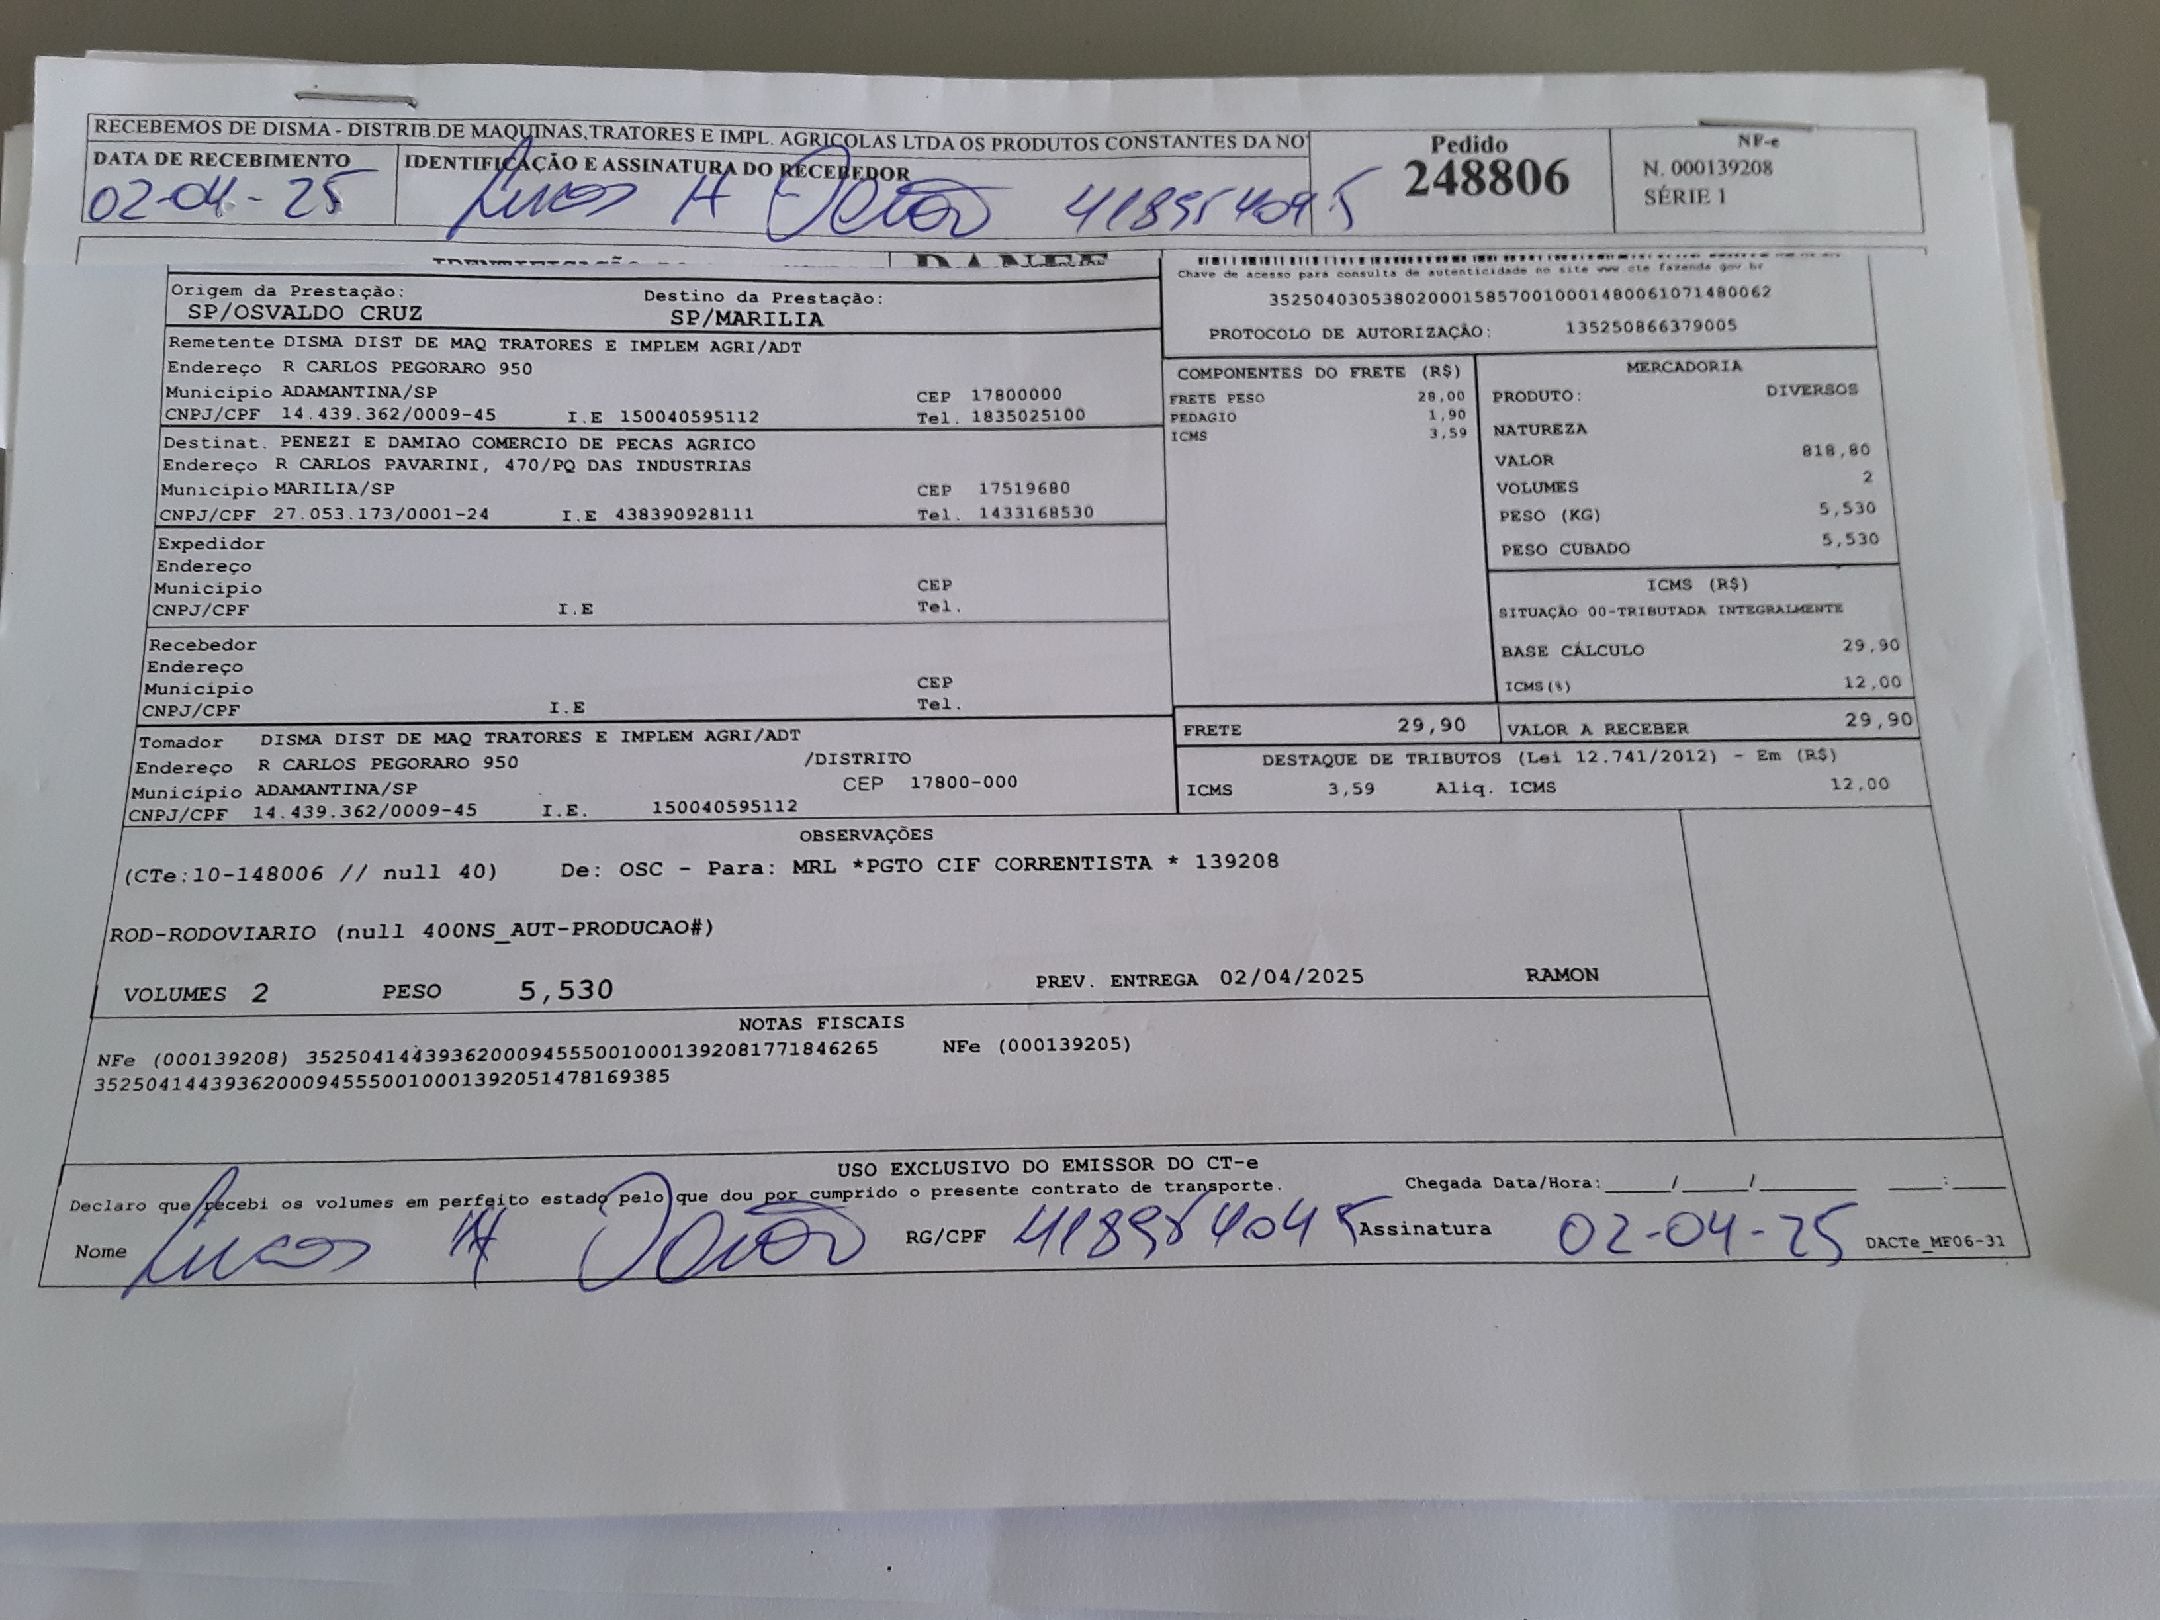 RECEBEMOS DE DISMA - DISTRIB.DE MAQUINAS,TRATORES E IMPL. AGRICOLAS LTDA OS PRODUTOS CONSTANTES DA NO
DATA DE RECEBIMENTO IDENTIFICAÇÃO E ASSINATURA DO RECEBEDOR
02-04-25 Lucas H
Pedido
248806
NF-e
N. 000139208
SÉRIE 1
DANFE
Origem da Prestação: Destino da Prestação:
SP/OSVALDO CRUZ SP/MARILIA
Remetente DISMA DIST DE MAQ TRATORES E IMPLEM AGRI/ADT
Endereço R CARLOS PEGORARO 950
Municipio ADAMANTINA/SP CEP 17800000
CNPJ/CPF 14.439.362/0009-45 I.E 150040595112 Tel. 1835025100
Destinat. PENEZI E DAMIAO COMERCIO DE PECAS AGRICO
Endereço R CARLOS PAVARINI, 470/PQ DAS INDUSTRIAS
Municipio MARILIA/SP CEP 17519680
CNPJ/CPF 27.053.173/0001-24 I.E 438390928111 Tel. 1433168530
Expedidor
Endereço
Município CEP
CNPJ/CPF I.E Tel.
Recebedor
Endereço
Município CEP
CNPJ/CPF I.E Tel.
Tomador DISMA DIST DE MAQ TRATORES E IMPLEM AGRI/ADT
Endereço R CARLOS PEGORARO 950 /DISTRITO
Município ADAMANTINA/SP CEP 17800-000
CNPJ/CPF 14.439.362/0009-45 I.E. 150040595112
Chave de acesso para consulta de autenticidade no site www.cte fazenda gov.br
35250403053802000158570010001480061071480062
PROTOCOLO DE AUTORIZAÇÃO: 135250866379005
COMPONENTES DO FRETE (R$)
FRETE PESO 28,00
PEDAGIO 1,90
ICMS 3,59
MERCADORIA
PRODUTO: DIVERSOS
NATUREZA
VALOR 818,80
VOLUMES 2
PESO (KG) 5,530
PESO CUBADO 5,530
ICMS (R$)
SITUAÇÃO 00-TRIBUTADA INTEGRALMENTE
BASE CÁLCULO 29,90
ICMS(%) 12,00
FRETE 29,90 VALOR A RECEBER 29,90
DESTAQUE DE TRIBUTOS (Lei 12.741/2012) - Em (R$)
ICMS 3,59 Aliq. ICMS 12,00
OBSERVAÇÕES
(CTe:10-148006 // null 40) De: OSC - Para: MRL *PGTO CIF CORRENTISTA * 139208
ROD-RODOVIARIO (null 400NS_AUT-PRODUCAO#)
VOLUMES 2 PESO 5,530 PREV. ENTREGA 02/04/2025 RAMON
NOTAS FISCAIS
NFe (000139208) 35250414439362000945550010001392081771846265 NFe (000139205)
35250414439362000945550010001392051478169385
USO EXCLUSIVO DO EMISSOR DO CT-e
Declaro que recebi os volumes em perfeito estado pelo que dou por cumprido o presente contrato de transporte. Chegada Data/Hora:_____/_____/_______ ____:____
Nome Lucas H RG/CPF Assinatura 02-04-25 DACTe_MF06-31